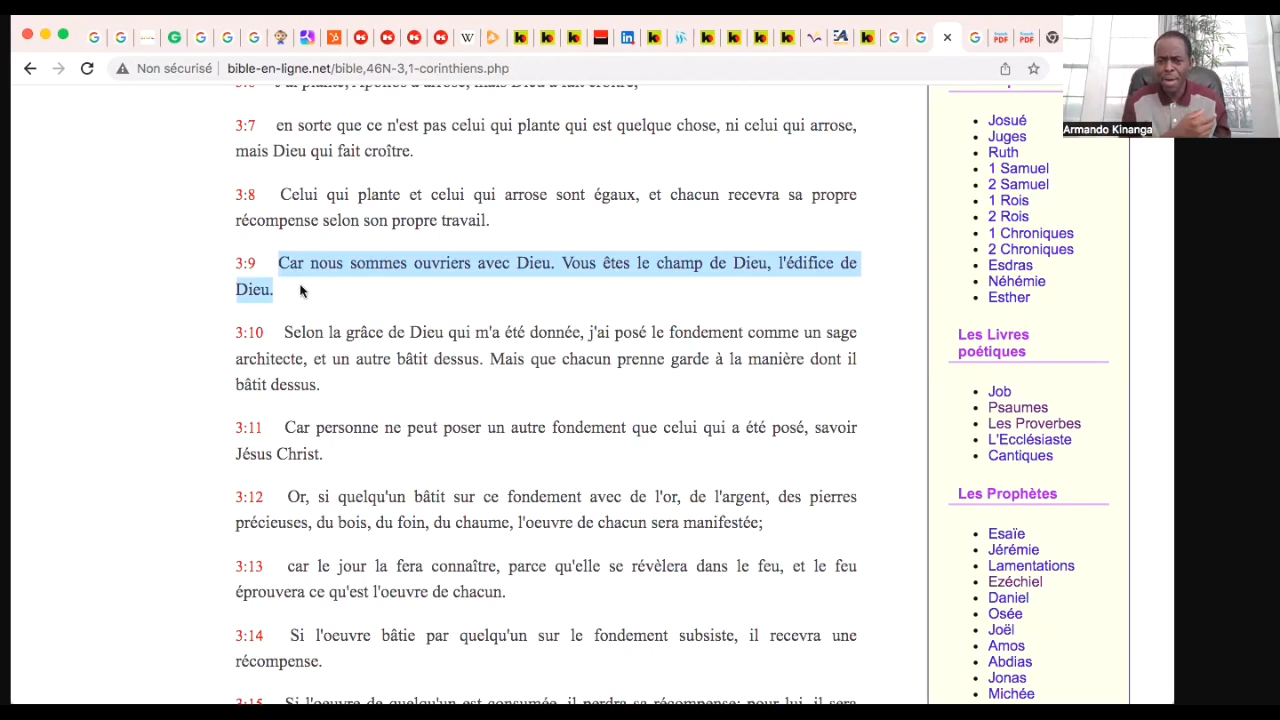 Non sécurisé
bible-en-ligne.net/bible,46N-3,1-corinthiens.php
Armando Kinanga
3:7 en sorte que ce n'est pas celui qui plante qui est quelque chose, ni celui qui arrose,
mais Dieu qui fait croître.
3:8 Celui qui plante et celui qui arrose sont égaux, et chacun recevra sa propre
récompense selon son propre travail.
3:9 Car nous sommes ouvriers avec Dieu. Vous êtes le champ de Dieu, l'édifice de
Dieu.
3:10 Selon la grâce de Dieu qui m'a été donnée, j'ai posé le fondement comme un sage
architecte, et un autre bâtit dessus. Mais que chacun prenne garde à la manière dont il
bâtit dessus.
3:11 Car personne ne peut poser un autre fondement que celui qui a été posé, savoir
Jésus Christ.
3:12 Or, si quelqu'un bâtit sur ce fondement avec de l'or, de l'argent, des pierres
précieuses, du bois, du foin, du chaume, l'oeuvre de chacun sera manifestée;
3:13 car le jour la fera connaître, parce qu'elle se révèlera dans le feu, et le feu
éprouvera ce qu'est l'oeuvre de chacun.
3:14 Si l'oeuvre bâtie par quelqu'un sur le fondement subsiste, il recevra une
récompense.
Josué
Juges
Ruth
1 Samuel
2 Samuel
1 Rois
2 Rois
1 Chroniques
2 Chroniques
Esdras
Néhémie
Esther
Les Livres
poétiques
Job
Psaumes
Les Proverbes
L'Ecclésiaste
Cantiques
Les Prophètes
Esaïe
Jérémie
Lamentations
Ezéchiel
Daniel
Osée
Joël
Amos
Abdias
Jonas
Michée